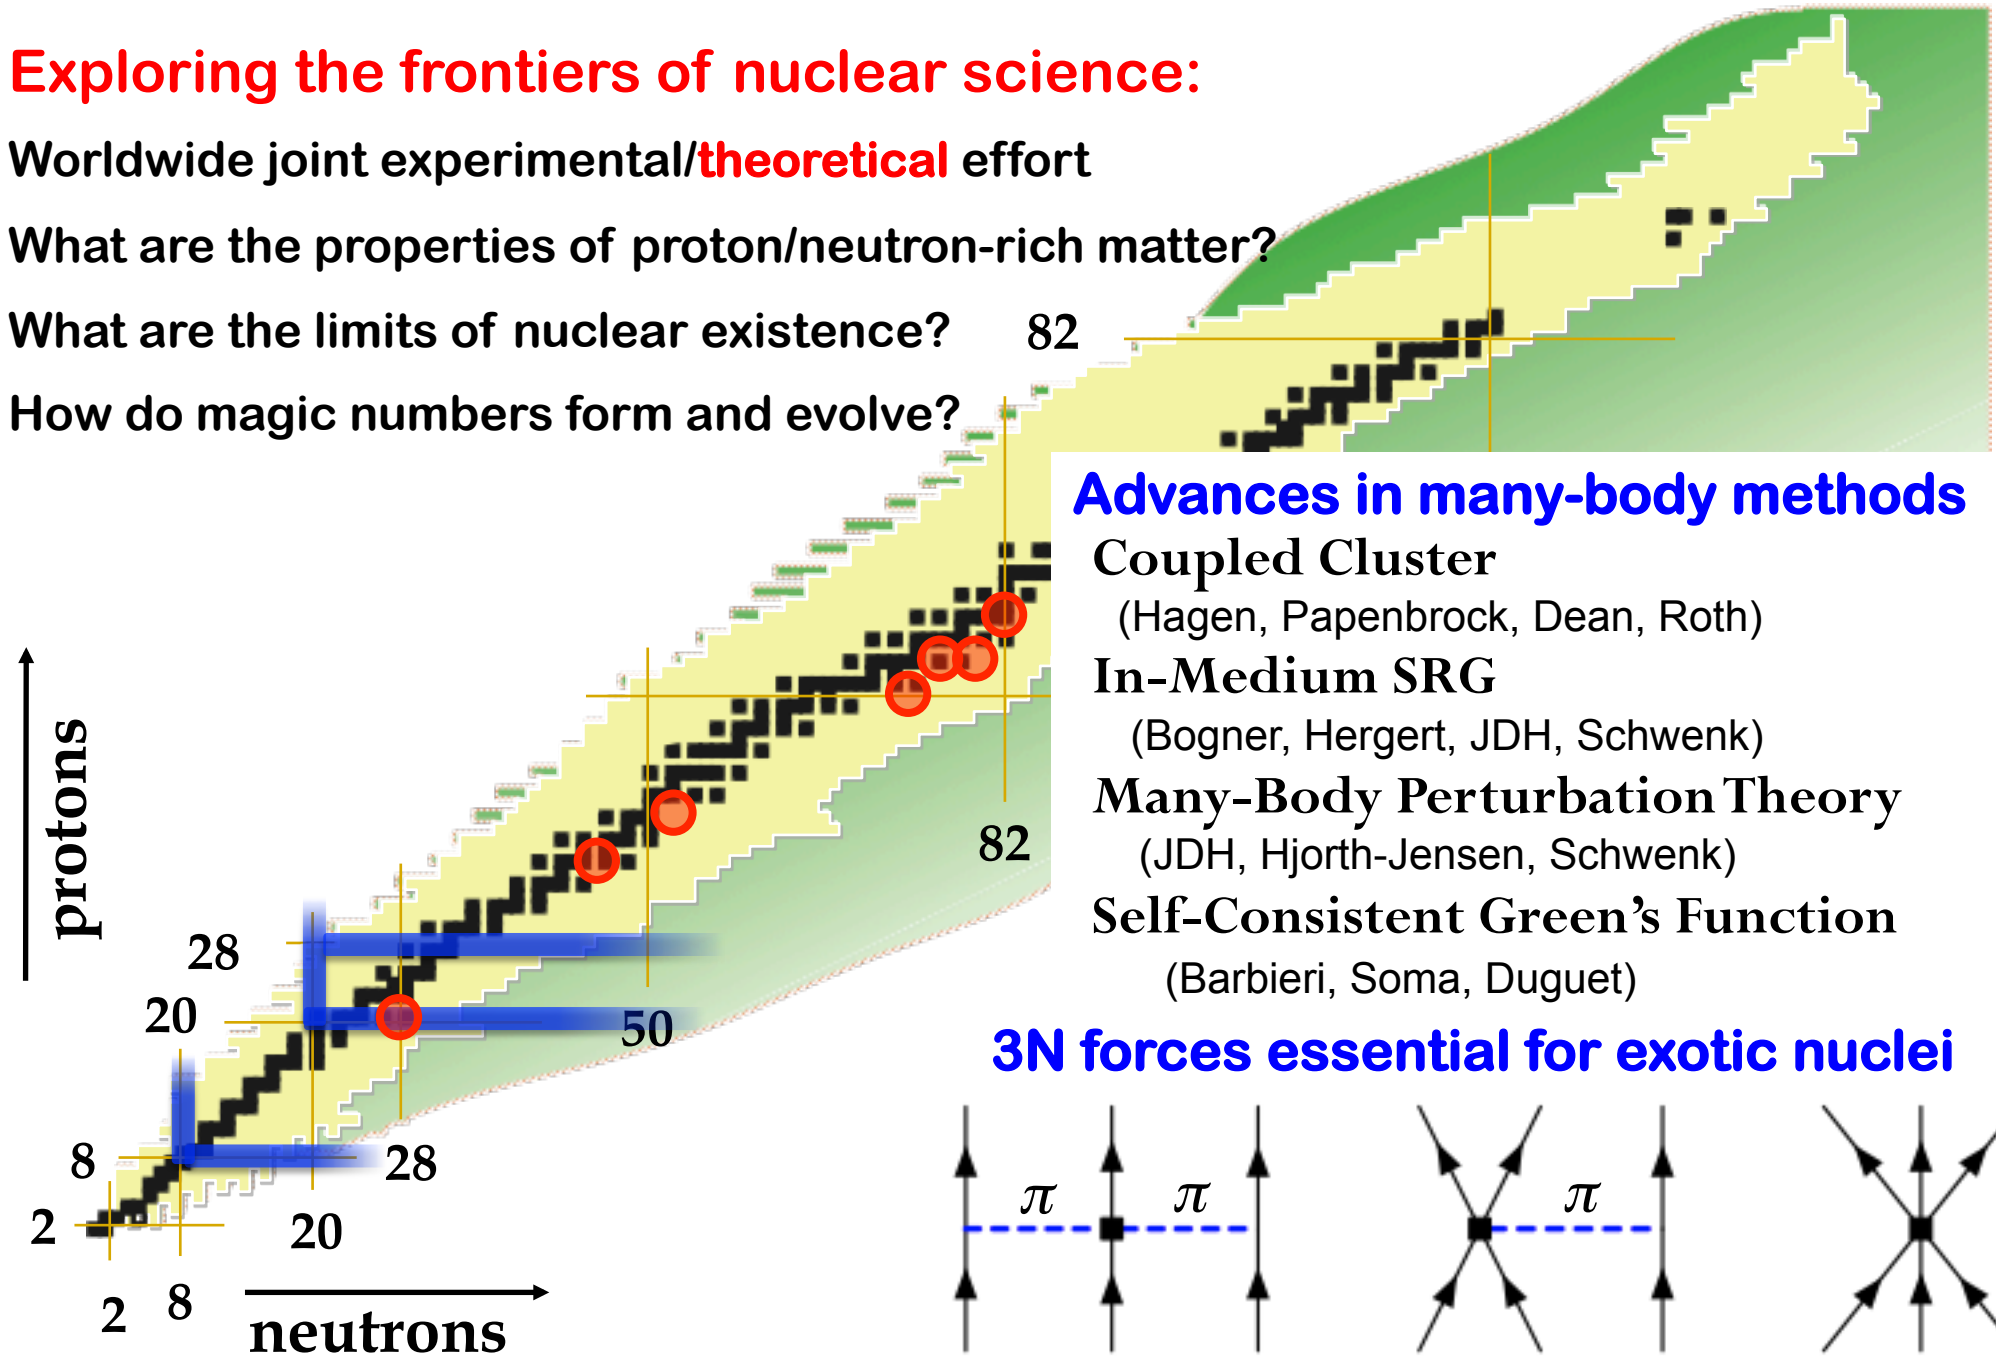 Exploring the frontiers of nuclear science:
Worldwide joint experimental/theoretical effort
What are the properties of proton/neutron-rich matter?
What are the limits of nuclear existence?
How do magic numbers form and evolve?
82
Advances in many-body methods
Coupled Cluster
(Hagen, Papenbrock, Dean, Roth)
In-Medium SRG
(Bogner, Hergert, JDH, Schwenk)
Many-Body Perturbation Theory
(JDH, Hjorth-Jensen, Schwenk)
Self-Consistent Green's Function
(Barbieri, Soma, Duguet)
3N forces essential for exotic nuclei
π π π
protons
82
28
20
50
8
28
2
20
2
8
neutrons